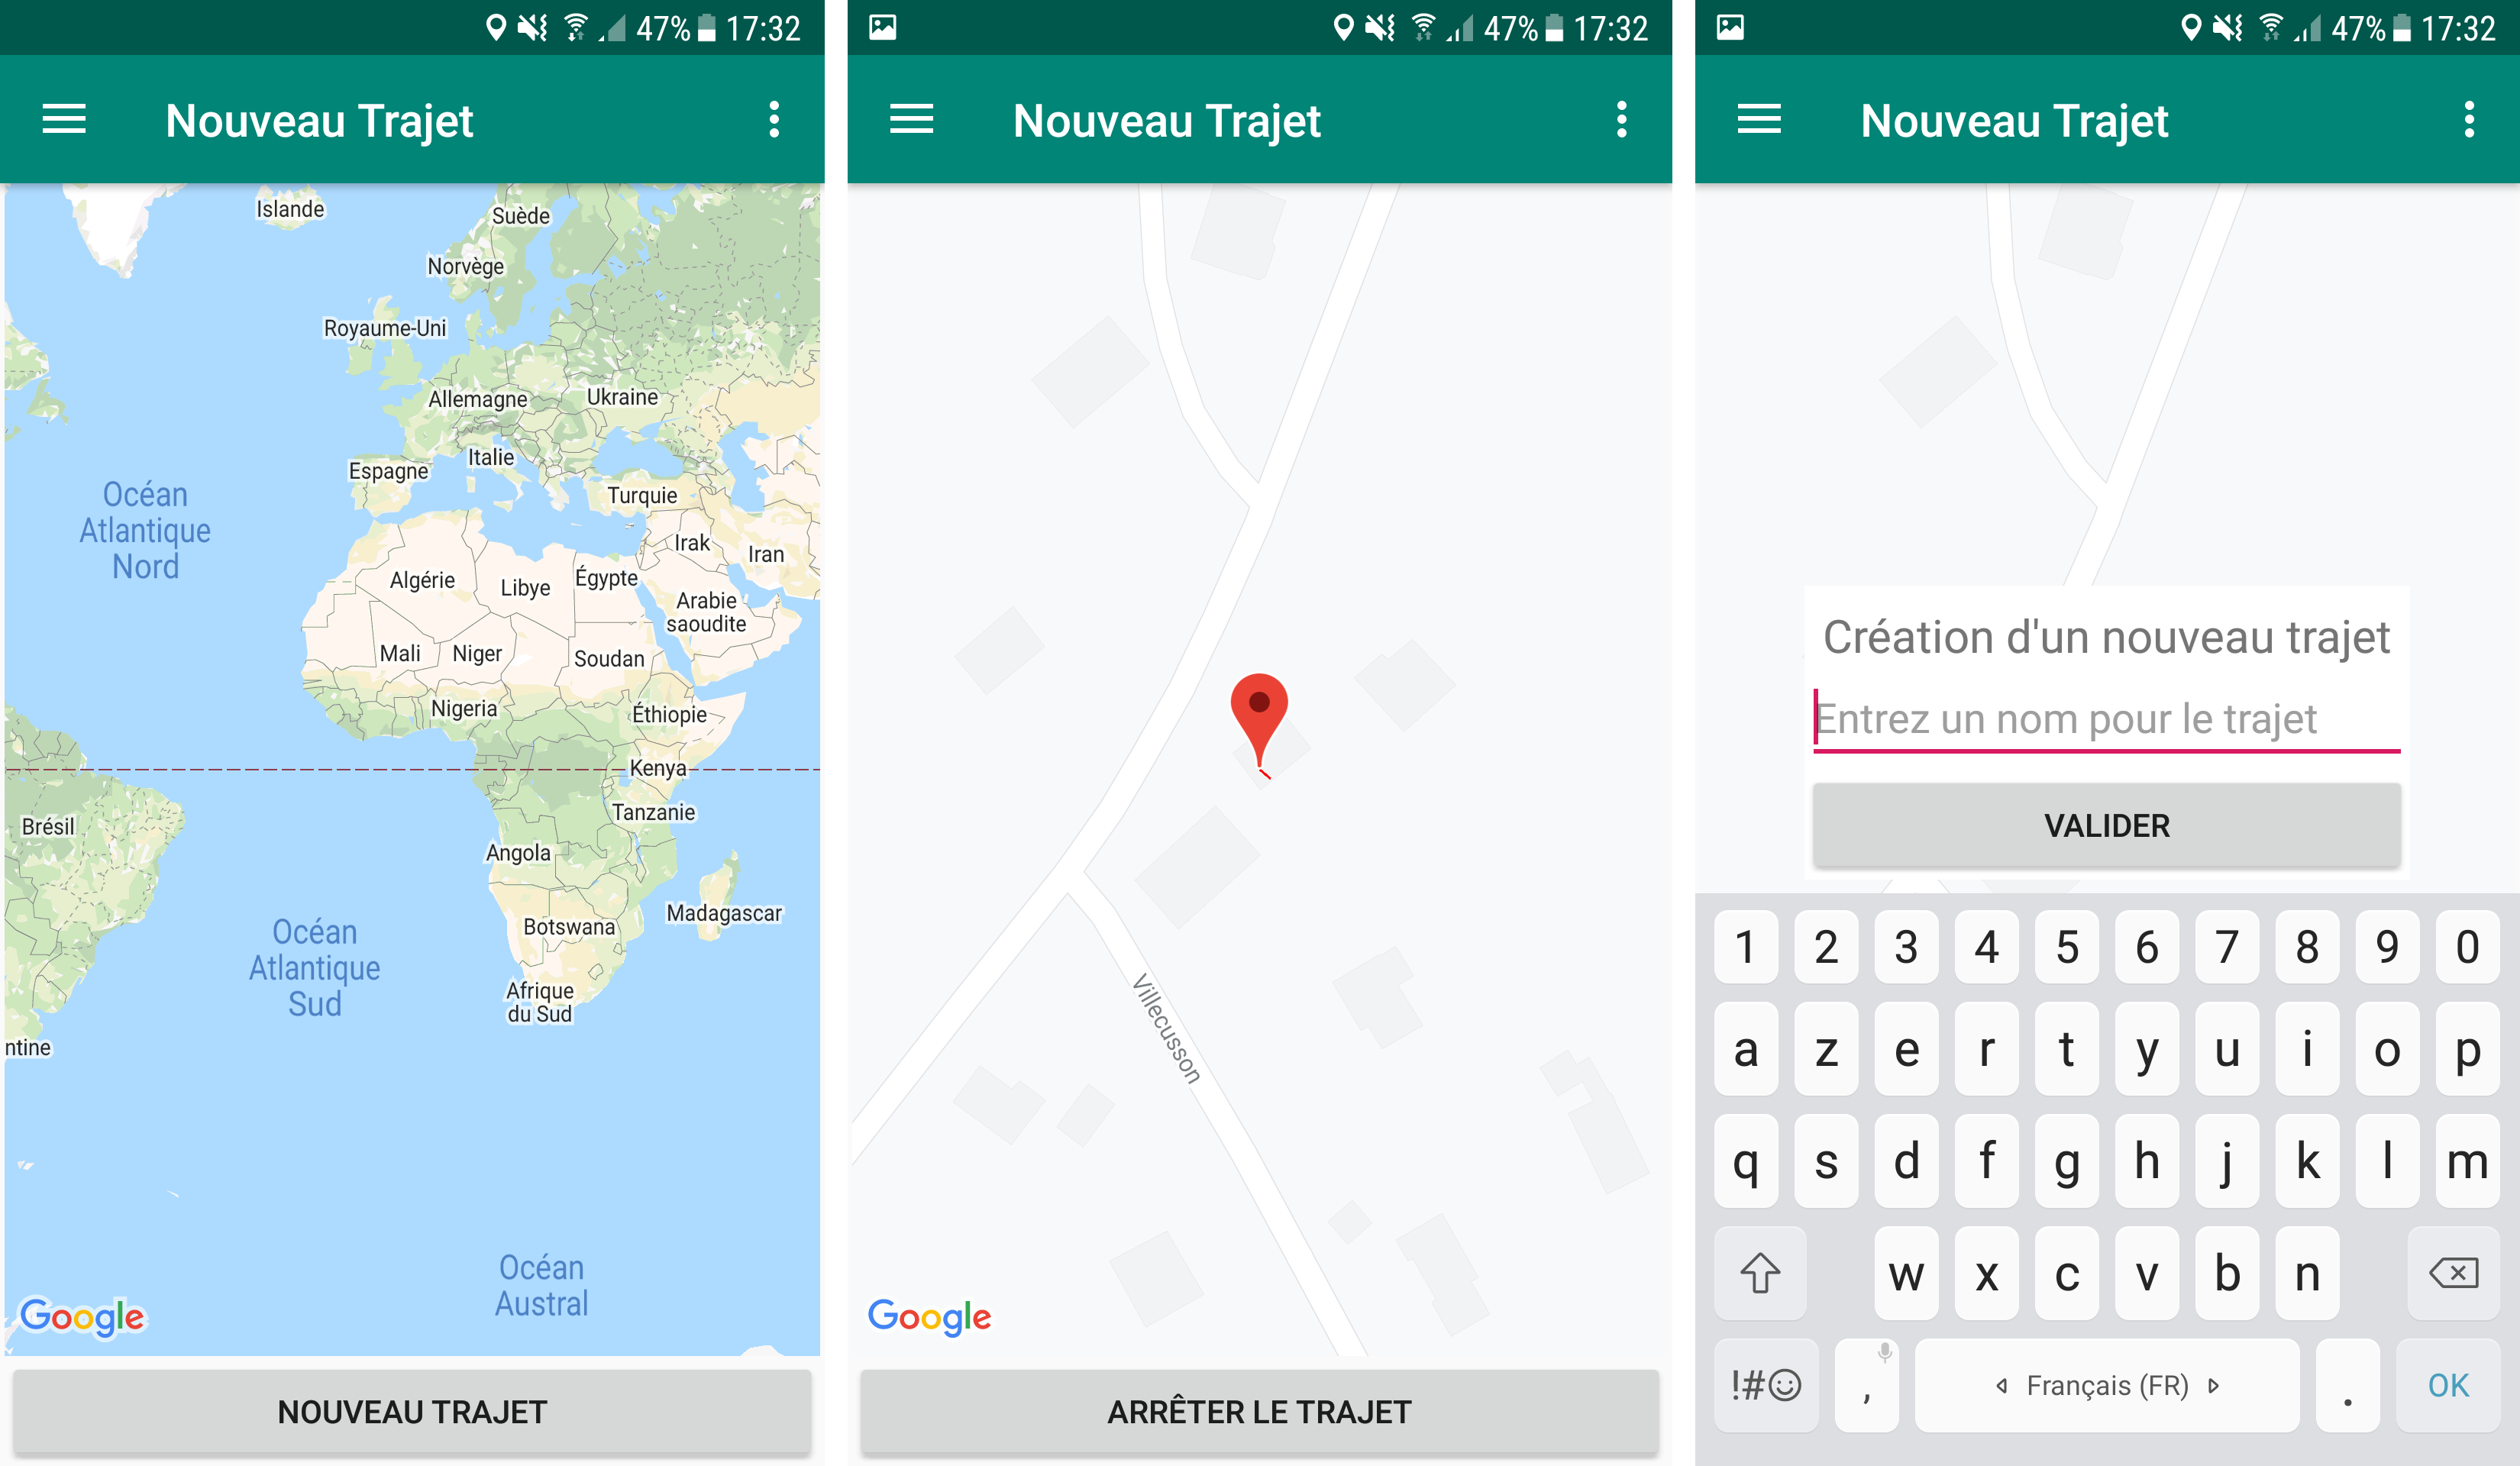 47% 17:32
Nouveau Trajet
Islande
Suède
Norvège
Royaume-Uni
Allemagne
Ukraine
Italie
Espagne
Turquie
Océan
Atlantique
Nord
Irak
Iran
Algérie
Libye
Égypte
Arabie
saoudite
Mali
Niger
Soudan
Nigeria
Éthiopie
Kenya
Tanzanie
Brésil
Angola
Madagascar
Botswana
Océan
Atlantique
Sud
Afrique
du Sud
ntine
Océan
Austral
Google
NOUVEAU TRAJET
47% 17:32
Nouveau Trajet
Villecusson
Google
ARRÊTER LE TRAJET
47% 17:32
Nouveau Trajet
Création d'un nouveau trajet
Entrez un nom pour le trajet
VALIDER
1 2 3 4 5 6 7 8 9 0
a z e r t y u i o p
q s d f g h j k l m
w x c v b n
!#☺ , Français (FR) . OK